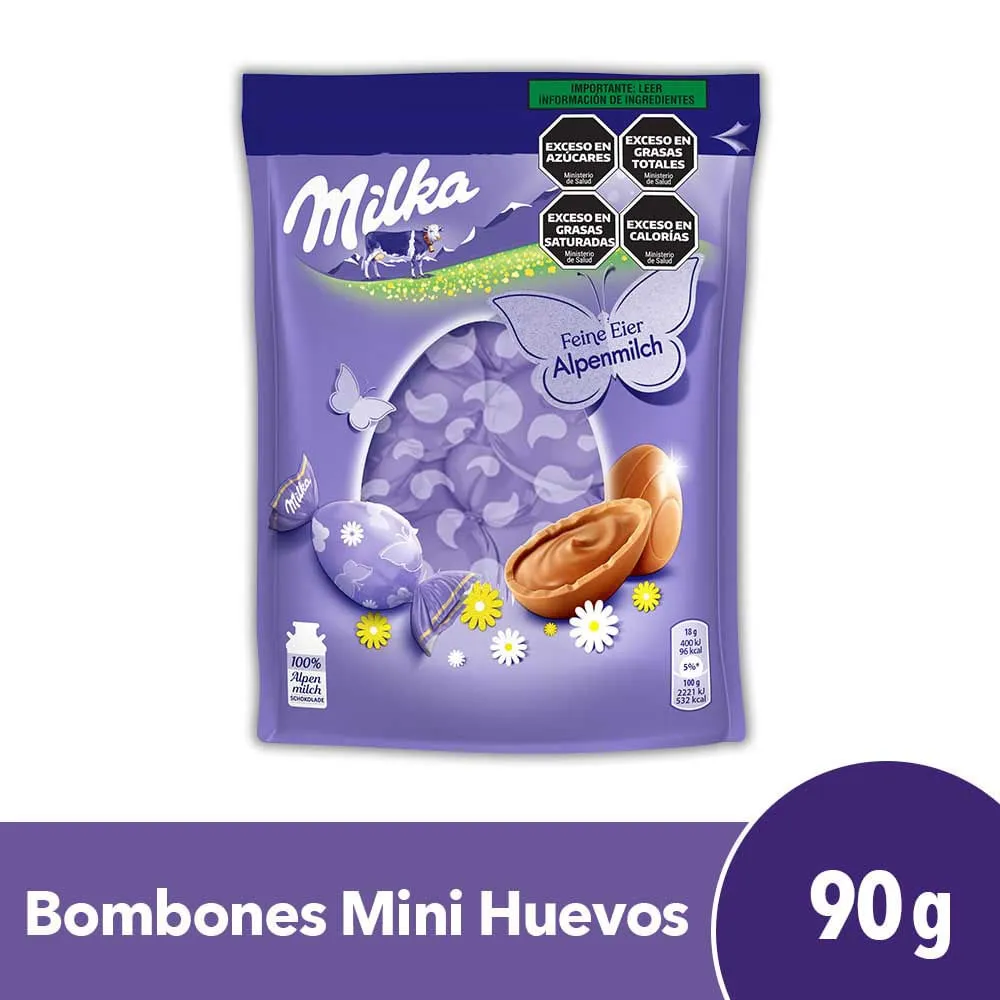 IMPORTANTE: LEER
INFORMACIÓN DE INGREDIENTES
EXCESO EN
AZÚCARES
Ministerio
de Salud
EXCESO EN
GRASAS
TOTALES
Ministerio
de Salud
EXCESO EN
GRASAS
SATURADAS
Ministerio
de Salud
EXCESO EN
CALORÍAS
Ministerio
de Salud
Milka
Feine Eier
Alpenmilch
Milka
100%
Alpen
milch
SCHOKOLADE
18 g
400 kJ
96 kcal
5%*
100 g
2221 kJ
532 kcal
Bombones Mini Huevos
90 g